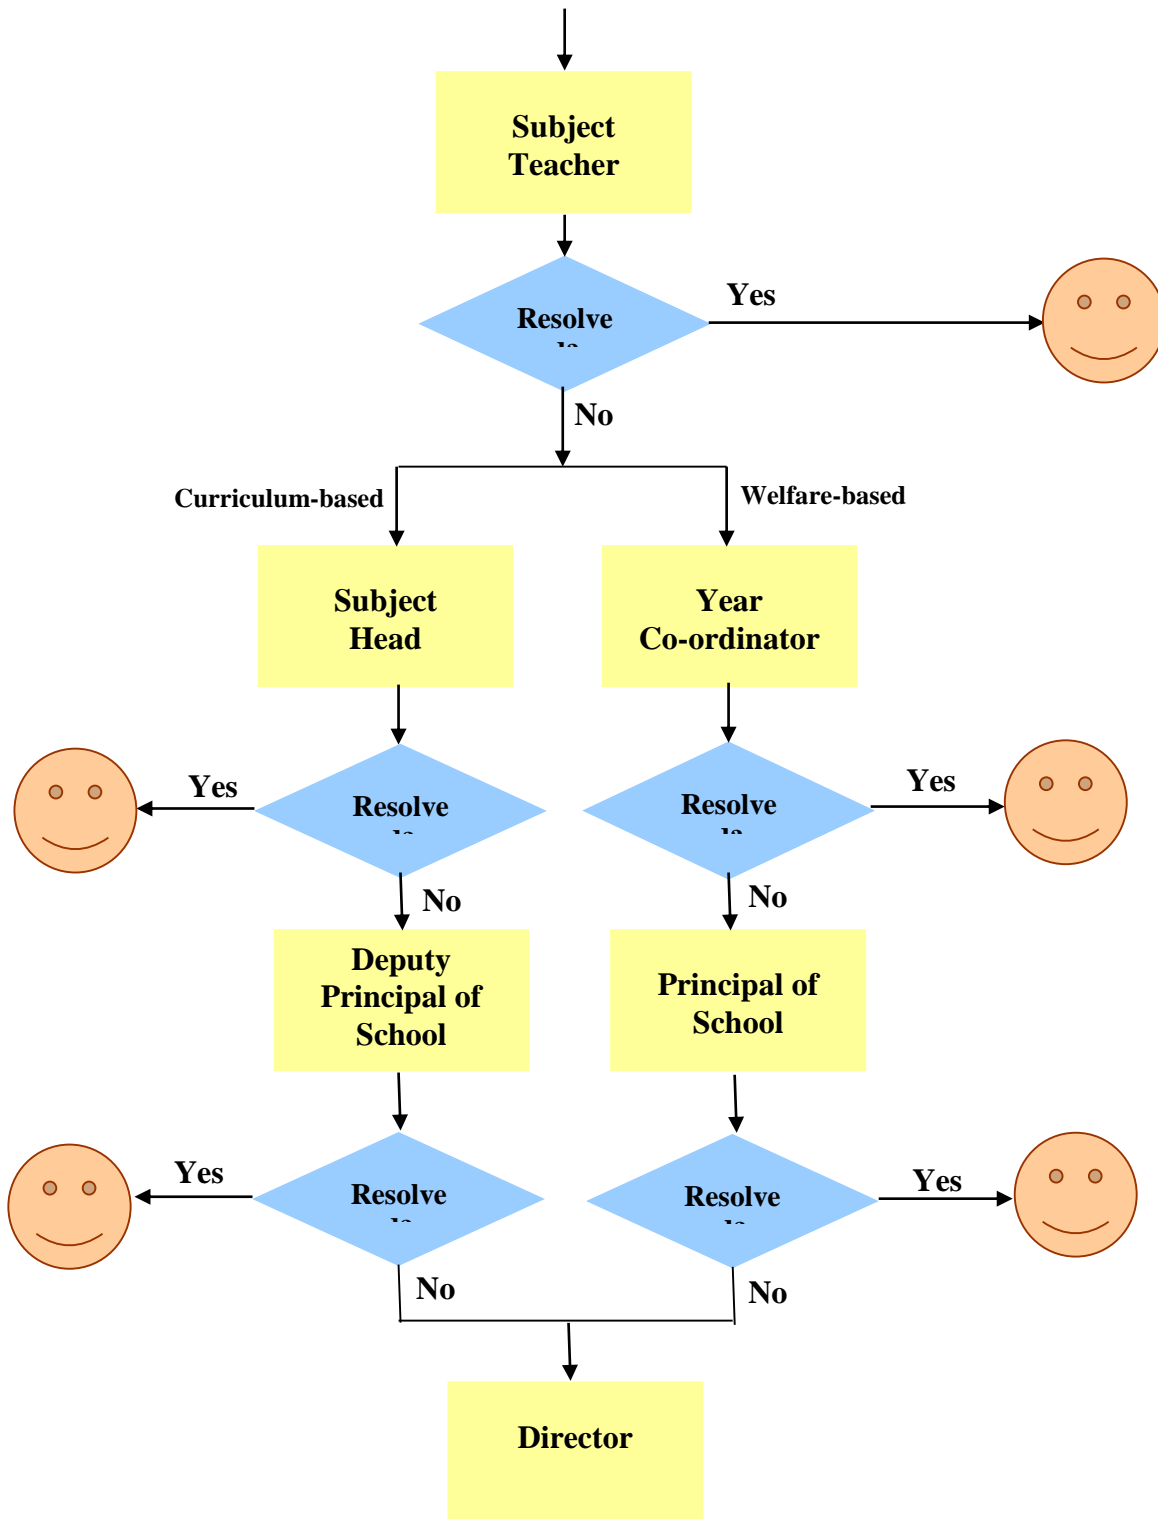 Subject
Teacher
Resolve
Yes
No
Curriculum-based
Welfare-based
Subject
Head
Year
Co-ordinator
Yes
Resolve
Resolve
Yes
No
No
Deputy
Principal of
School
Principal of
School
Yes
Resolve
Resolve
Yes
No
No
Director